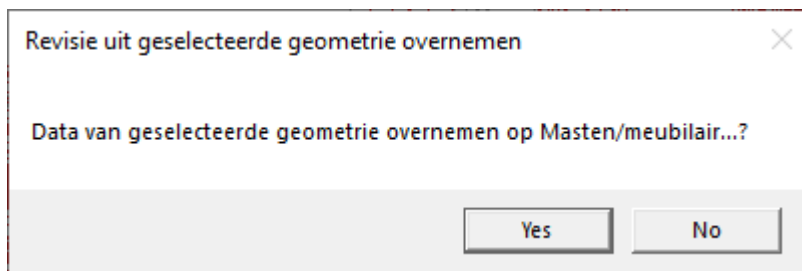 Revisie uit geselecteerde geometrie overnemen
Data van geselecteerde geometrie overnemen op Masten/meubilair...?
Yes No